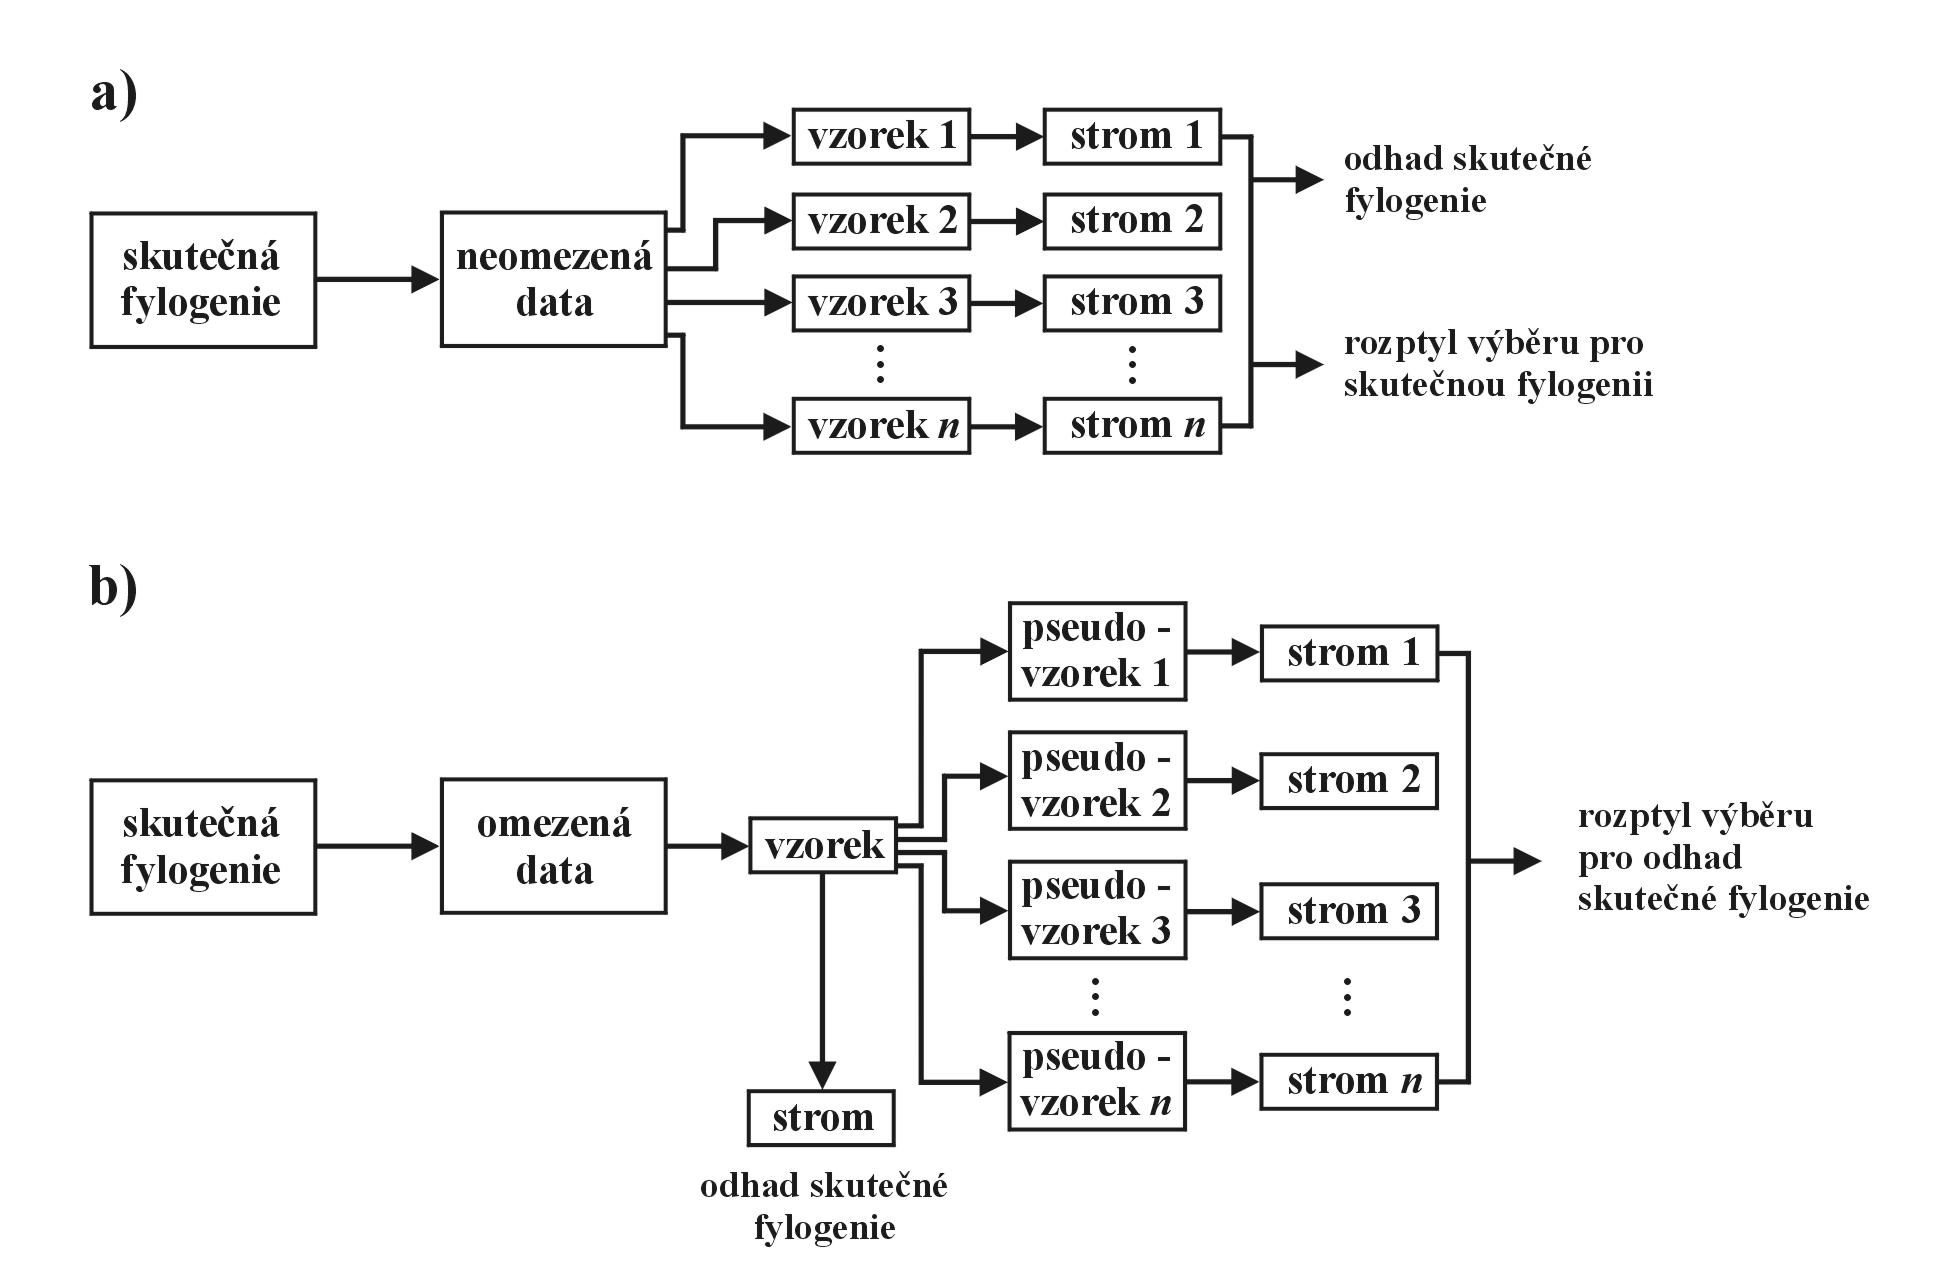 a)
skutečná
fylogenie
neomezená
data
vzorek 1
strom 1
vzorek 2
strom 2
vzorek 3
strom 3
vzorek n
strom n
odhad skutečné
fylogenie
rozptyl výběru pro
skutečnou fylogenii
b)
skutečná
fylogenie
omezená
data
vzorek
strom
odhad skutečné
fylogenie
pseudo -
vzorek 1
strom 1
pseudo -
vzorek 2
strom 2
pseudo -
vzorek 3
strom 3
pseudo -
vzorek n
strom n
rozptyl výběru
pro odhad
skutečné fylogenie